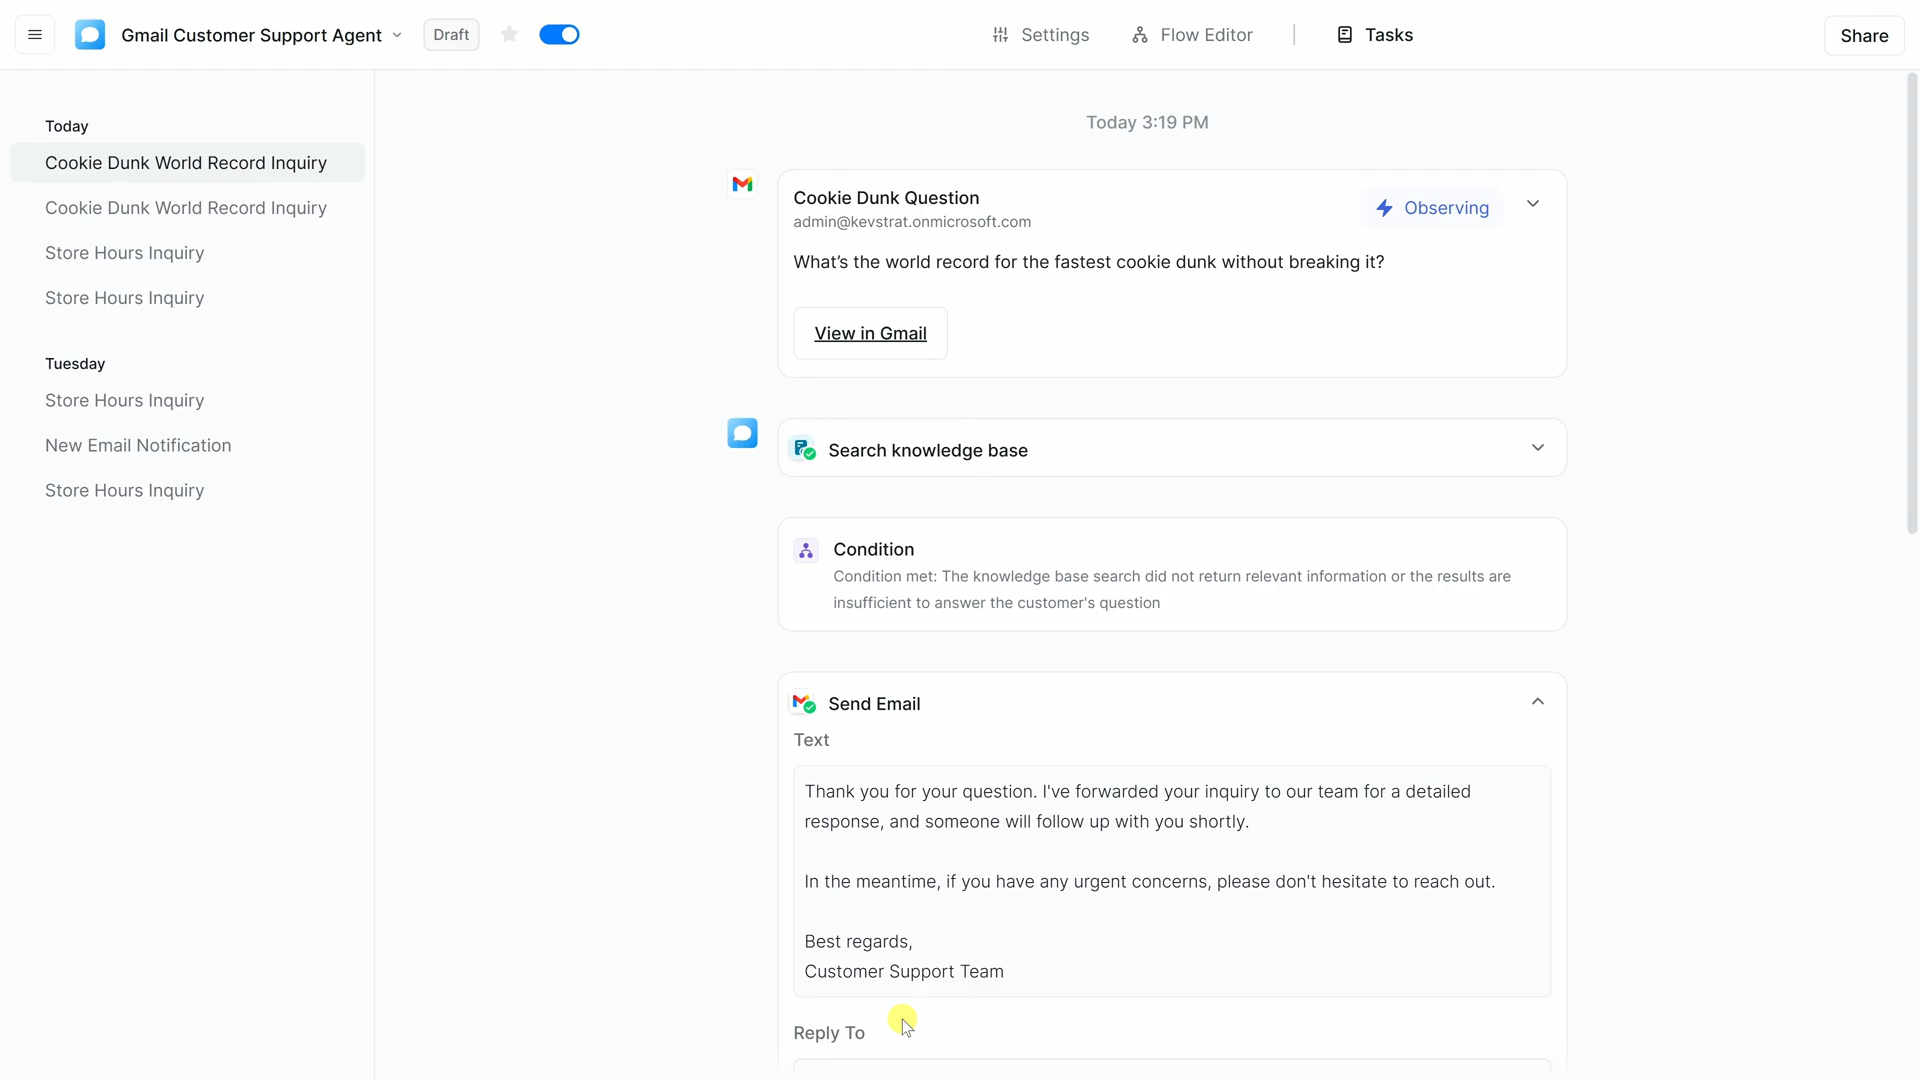 Gmail Customer Support Agent
Draft
Settings
Flow Editor
Tasks
Share
Today
Cookie Dunk World Record Inquiry
Cookie Dunk World Record Inquiry
Store Hours Inquiry
Store Hours Inquiry
Tuesday
Store Hours Inquiry
New Email Notification
Store Hours Inquiry
Today 3:19 PM
Cookie Dunk Question
admin@kevstrat.onmicrosoft.com
Observing
What's the world record for the fastest cookie dunk without breaking it?
View in Gmail
Search knowledge base
Condition
Condition met: The knowledge base search did not return relevant information or the results are
insufficient to answer the customer's question
Send Email
Text
Thank you for your question. I've forwarded your inquiry to our team for a detailed
response, and someone will follow up with you shortly.
In the meantime, if you have any urgent concerns, please don't hesitate to reach out.
Best regards,
Customer Support Team
Reply To